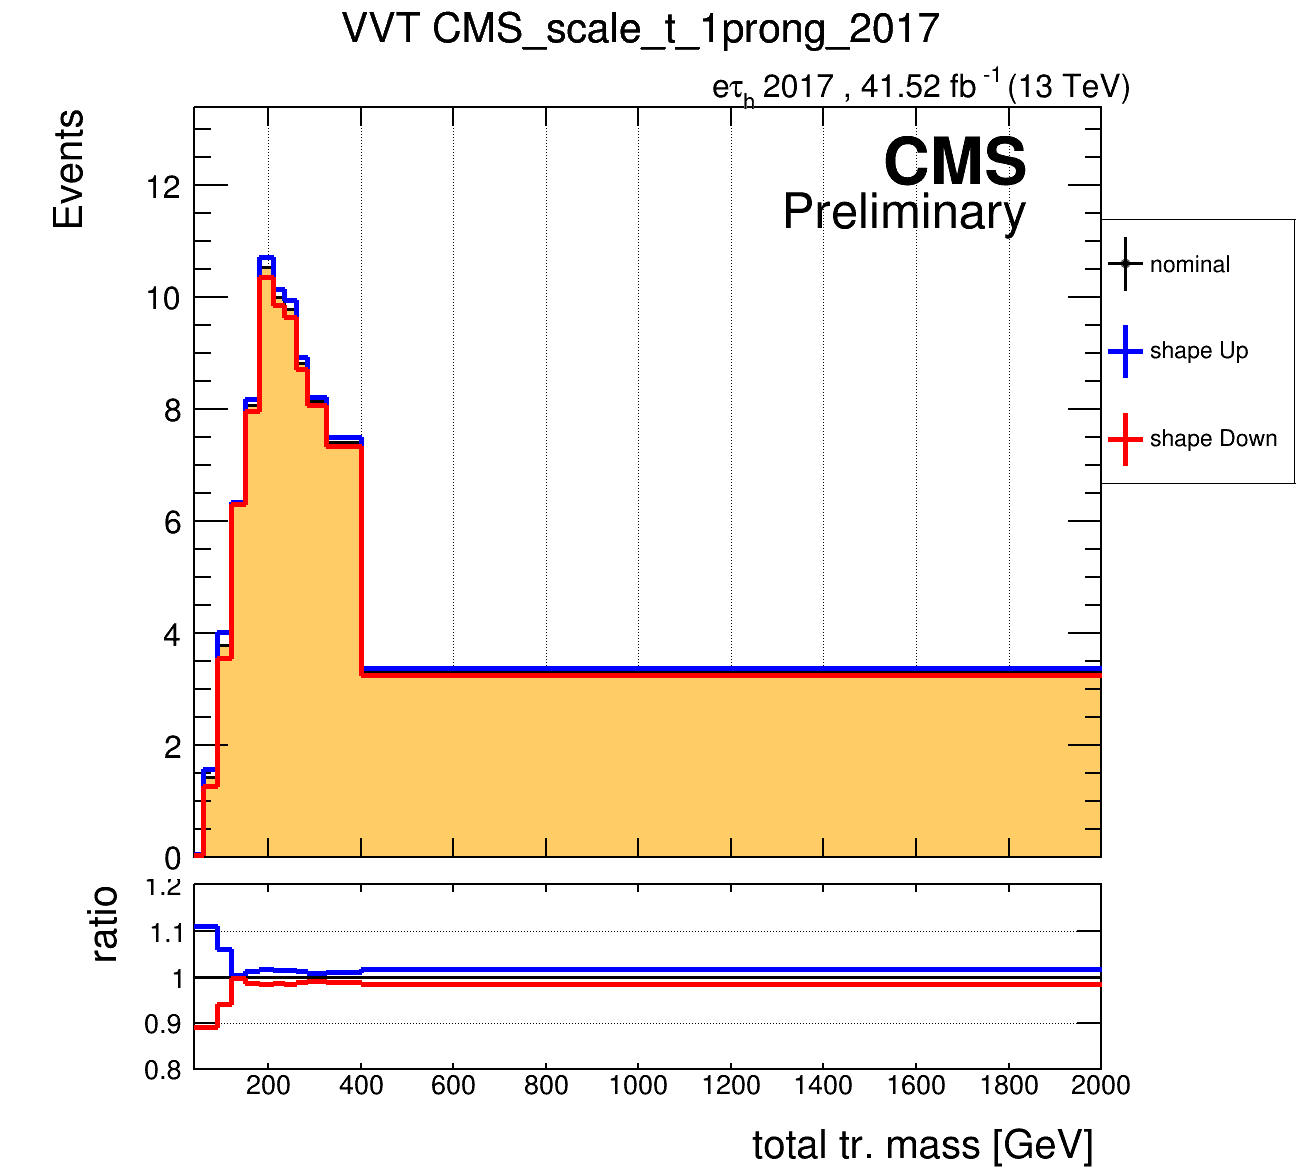 VVT CMS_scale_t_1prong_2017
eτh 2017 , 41.52 fb -1 (13 TeV)
Events
CMS
Preliminary
12
10
8
6
4
2
0
nominal
shape Up
shape Down
ratio
1.2
1.1
1
0.9
0.8
200 400 600 800 1000 1200 1400 1600 1800 2000
total tr. mass [GeV]